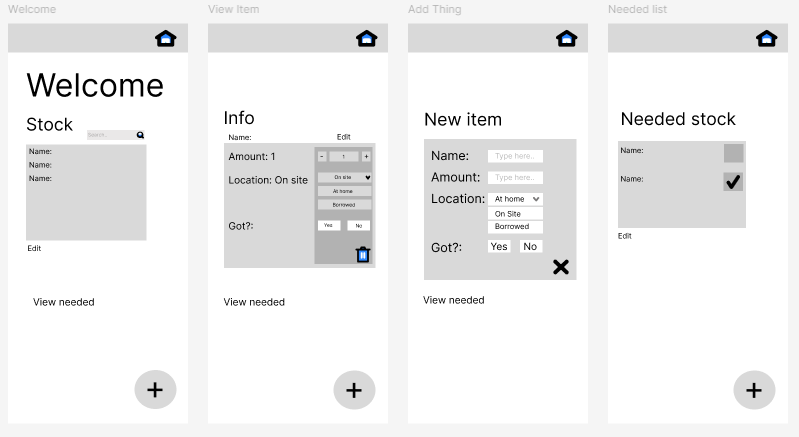 Welcome
Welcome
Stock
Search...
Name:
Name:
Name:
Edit
View needed
+
View Item
Info
Name:
Edit
Amount: 1
- 1 +
Location: On site
On site
At home
Borrowed
Got?:
Yes No
View needed
+
Add Thing
New item
Name: Type here..
Amount: Type here..
Location: At home
On Site
Borrowed
Got?: Yes No
View needed
Needed list
Needed stock
Name:
Name:
Edit
+